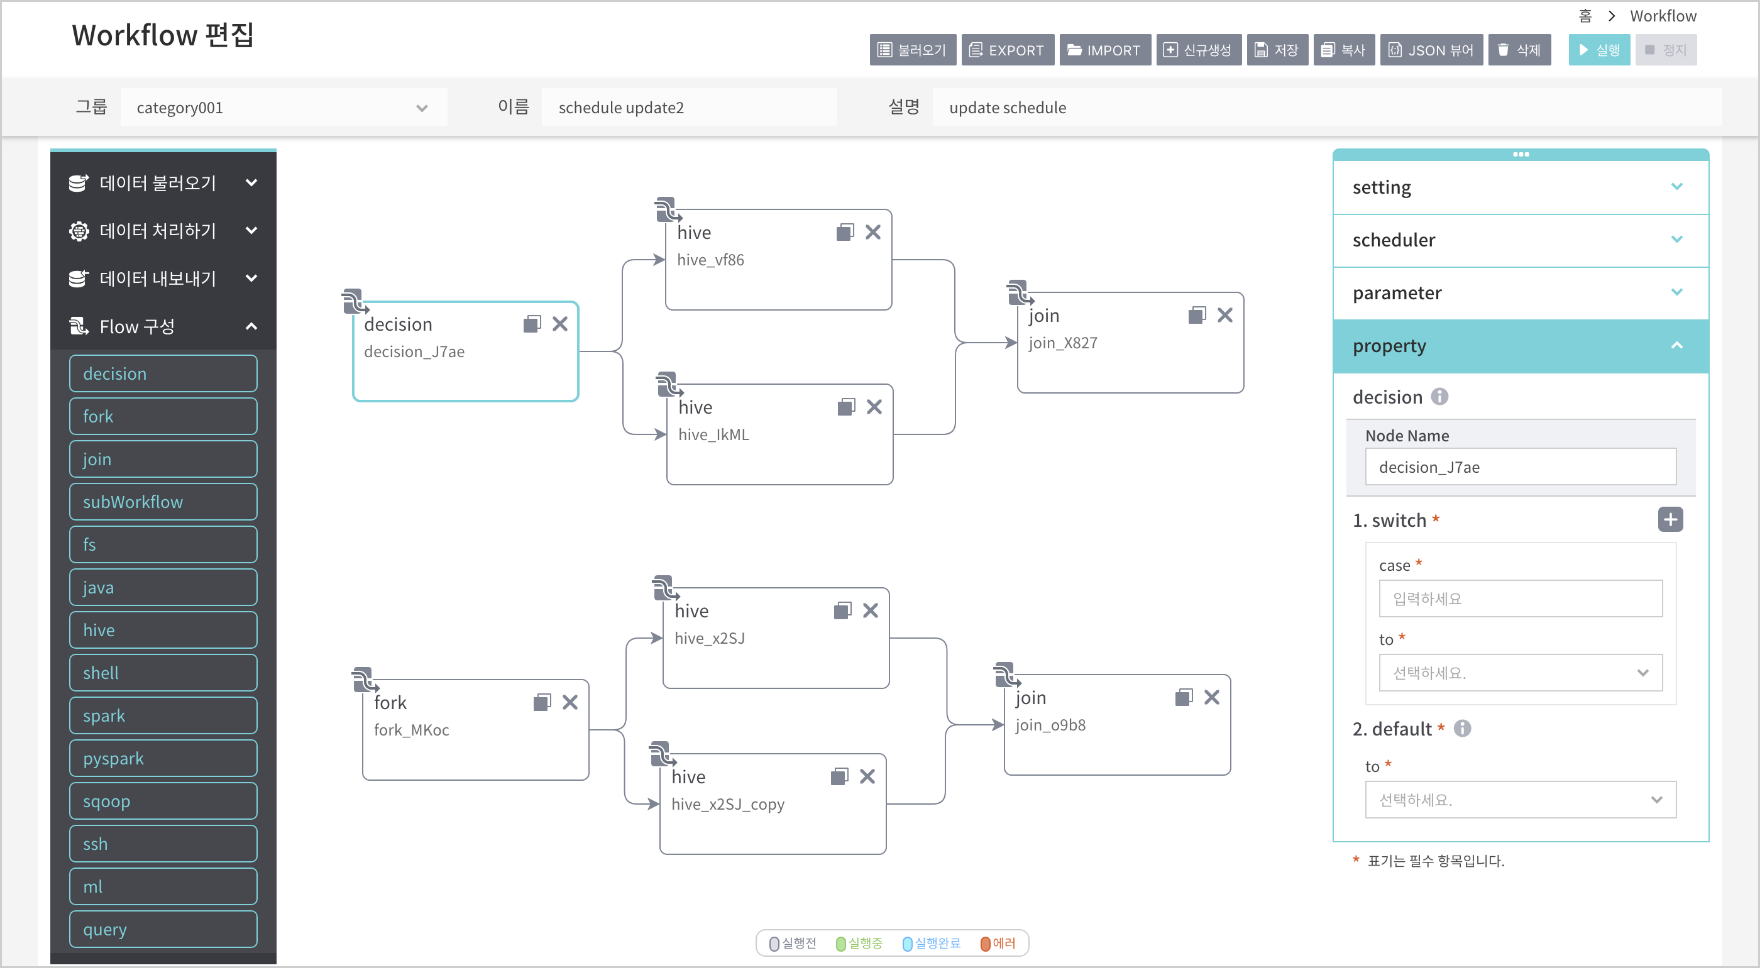 Workflow 편집
홈 > Workflow
불러오기 EXPORT IMPORT 신규생성 저장 복사 JSON 뷰어 삭제 실행 정지
그룹 category001 이름 schedule update2 설명 update schedule
데이터 불러오기
데이터 처리하기
데이터 내보내기
Flow 구성
decision
fork
join
subWorkflow
fs
java
hive
shell
spark
pyspark
sqoop
ssh
ml
query
decision
decision_J7ae
hive
hive_vf86
hive
hive_IkML
join
join_X827
fork
fork_MKoc
hive
hive_x2SJ
hive
hive_x2SJ_copy
join
join_o9b8
실행전 실행중 실행완료 에러
setting
scheduler
parameter
property
decision
Node Name
decision_J7ae
1. switch *
case *
입력하세요
to *
선택하세요.
2. default *
to *
선택하세요.
* 표기는 필수 항목입니다.